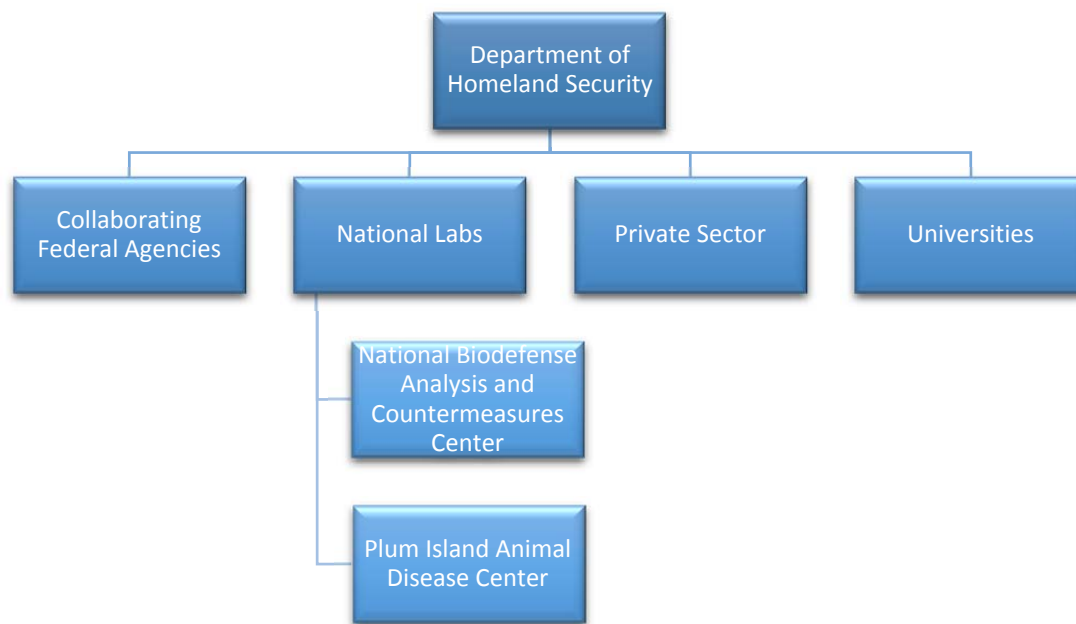 Department of
Homeland Security
Collaborating
Federal Agencies
National Labs
Private Sector
Universities
National Biodefense
Analysis and
Countermeasures
Center
Plum Island Animal
Disease Center